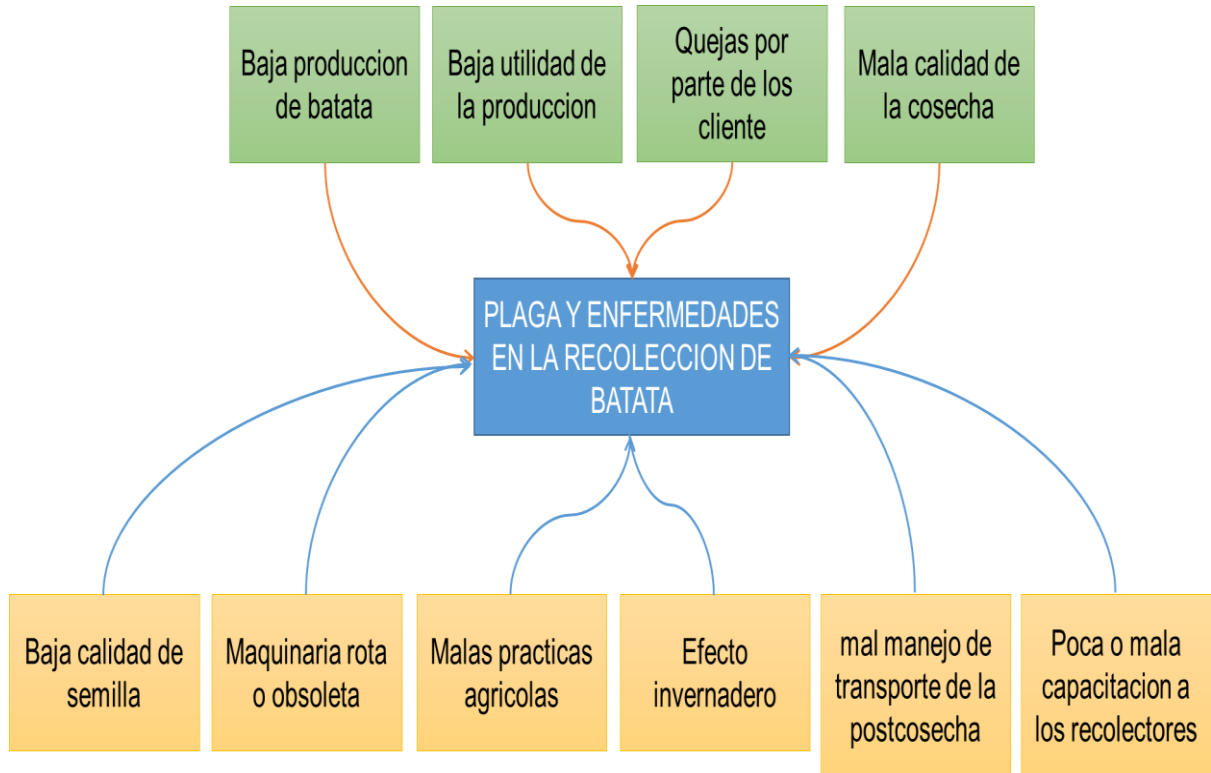 Baja produccion
de batata
Baja utilidad de
la produccion
Quejas por
parte de los
cliente
Mala calidad de
la cosecha
PLAGA Y ENFERMEDADES
EN LA RECOLECCION DE
BATATA
Baja calidad de
semilla
Maquinaria rota
o obsoleta
Malas practicas
agricolas
Efecto
invernadero
mal manejo de
transporte de la
postcosecha
Poca o mala
capacitacion a
los recolectores